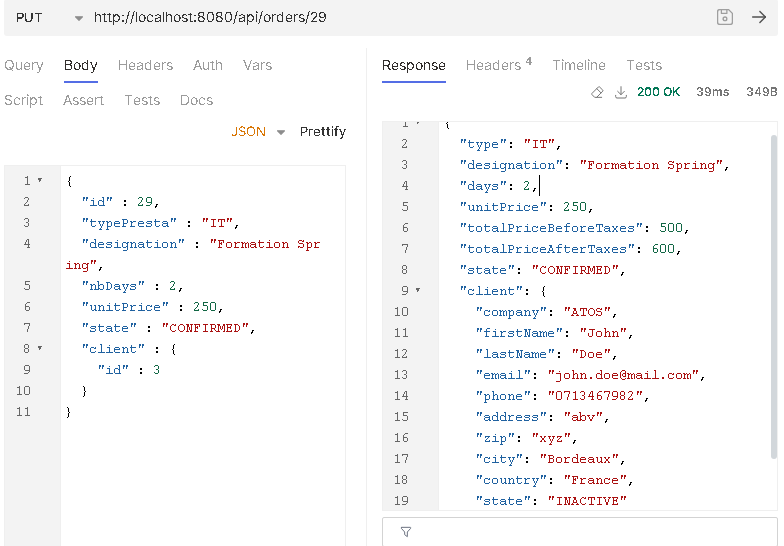 PUT http://localhost:8080/api/orders/29
Query Body Headers Auth Vars
Script Assert Tests Docs
JSON Prettify
1 {
2 "id" : 29,
3 "typePresta" : "IT",
4 "designation" : "Formation Spr
ing",
5 "nbDays" : 2,
6 "unitPrice" : 250,
7 "state" : "CONFIRMED",
8 "client" : {
9 "id" : 3
10 }
11 }
Response Headers 4 Timeline Tests
200 OK 39ms 349B
1 {
2 "type": "IT",
3 "designation": "Formation Spring",
4 "days": 2,
5 "unitPrice": 250,
6 "totalPriceBeforeTaxes": 500,
7 "totalPriceAfterTaxes": 600,
8 "state": "CONFIRMED",
9 "client": {
10 "company": "ATOS",
11 "firstName": "John",
12 "lastName": "Doe",
13 "email": "john.doe@mail.com",
14 "phone": "0713467982",
15 "address": "abv",
16 "zip": "xyz",
17 "city": "Bordeaux",
18 "country": "France",
19 "state": "INACTIVE"